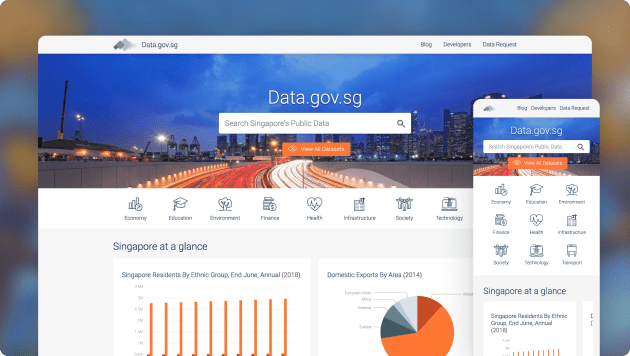 Data.gov.sg
Blog Developers Data Request
Data.gov.sg
Search Singapore's Public Data
View All Datasets
Economy Education Environment Finance Health Infrastructure Society Technology
Singapore at a glance
Singapore Residents By Ethnic Group, End June, Annual (2018)
Domestic Exports By Area (2014)
Africa
America
Europe
Blog Developers Data Request
Data.gov.sg
Search Singapore's Public Data
View All Datasets
Economy Education Environment
Finance Health Infrastructure
Society Technology Transport
Singapore at a glance
Singapore Residents By Ethnic
Group, End June, Annual (2018)